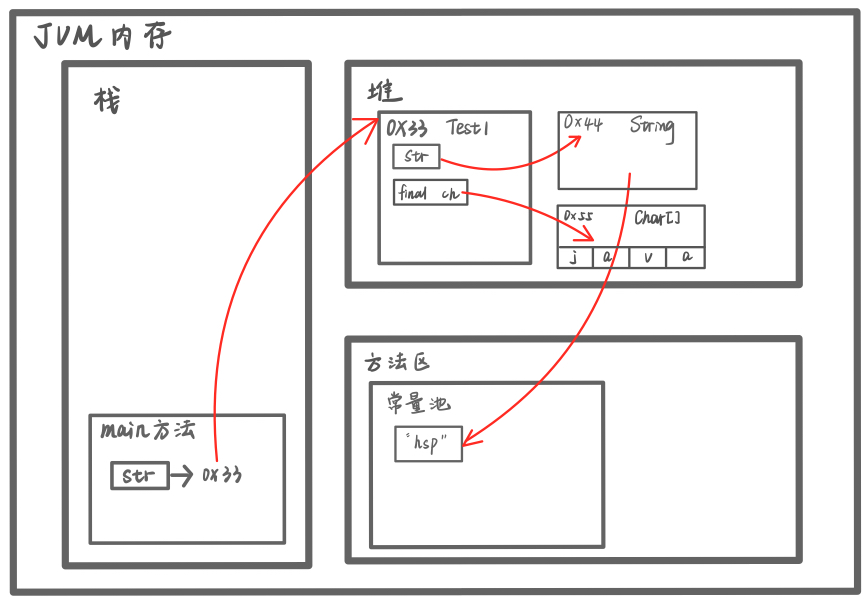 JVM内存
栈
main方法
str → 0x33
堆
0x33 Test1
str
final ch
0x44 String
0x55 Char[]
j a v a
方法区
常量池
"hsp"